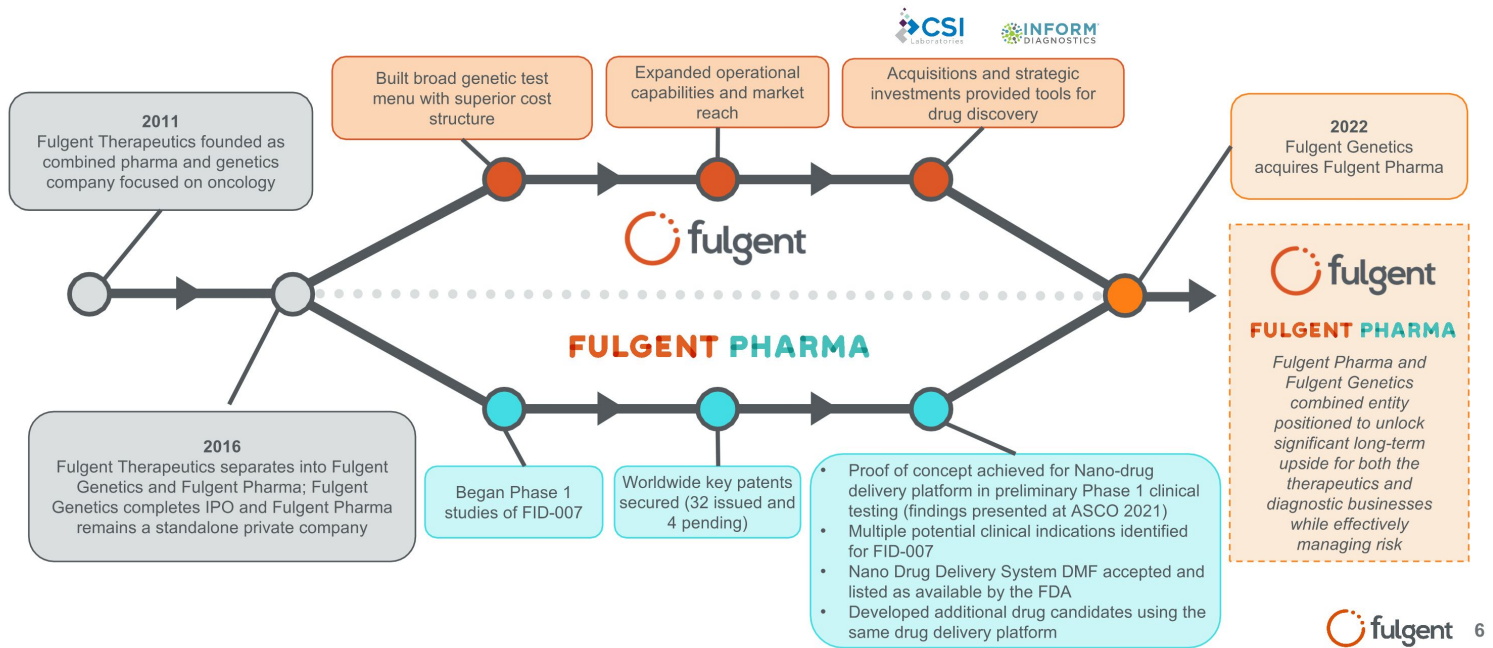 CSI
Laboratories
INFORM
DIAGNOSTICS
2011
Fulgent Therapeutics founded as
combined pharma and genetics
company focused on oncology
Built broad genetic test
menu with superior cost
structure
Expanded operational
capabilities and market
reach
Acquisitions and strategic
investments provided tools for
drug discovery
2022
Fulgent Genetics
acquires Fulgent Pharma
fulgent
FULGENT PHARMA
2016
Fulgent Therapeutics separates into Fulgent
Genetics and Fulgent Pharma; Fulgent
Genetics completes IPO and Fulgent Pharma
remains a standalone private company
Began Phase 1
studies of FID-007
Worldwide key patents
secured (32 issued and
4 pending)
• Proof of concept achieved for Nano-drug
delivery platform in preliminary Phase 1 clinical
testing (findings presented at ASCO 2021)
• Multiple potential clinical indications identified
for FID-007
• Nano Drug Delivery System DMF accepted and
listed as available by the FDA
• Developed additional drug candidates using the
same drug delivery platform
fulgent
FULGENT PHARMA
Fulgent Pharma and
Fulgent Genetics
combined entity
positioned to unlock
significant long-term
upside for both the
therapeutics and
diagnostic businesses
while effectively
managing risk
fulgent 6